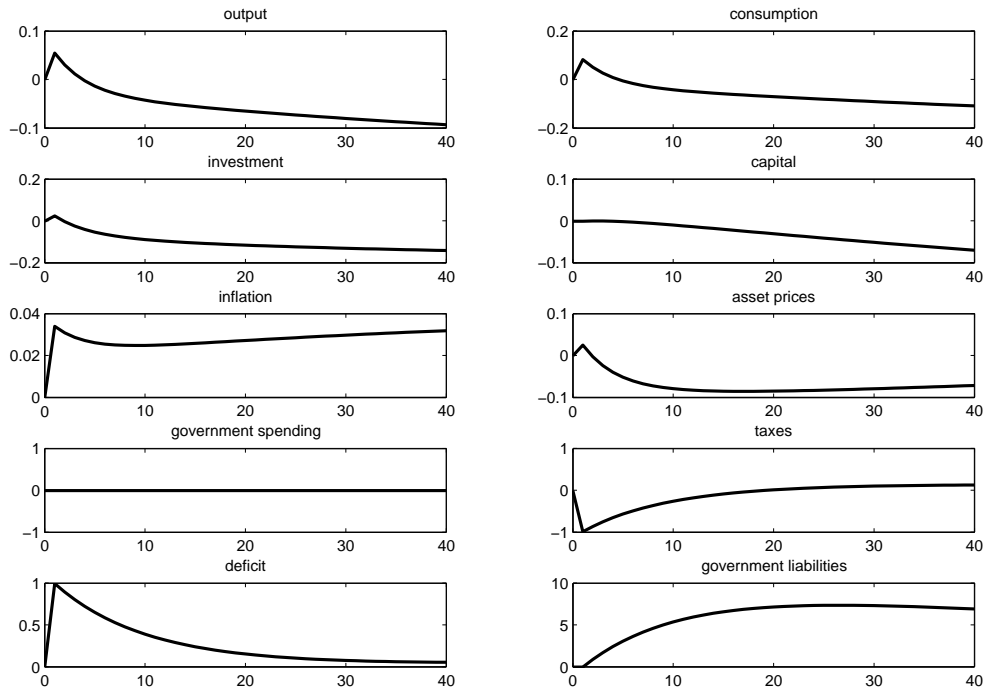 output
0.1
0
−0.1
0 10 20 30 40
consumption
0.2
0
−0.2
0 10 20 30 40
investment
0.2
0
−0.2
0 10 20 30 40
capital
0.1
0
−0.1
0 10 20 30 40
inflation
0.04
0.02
0
0 10 20 30 40
asset prices
0.1
0
−0.1
0 10 20 30 40
government spending
1
0
−1
0 10 20 30 40
taxes
1
0
−1
0 10 20 30 40
deficit
1
0.5
0
0 10 20 30 40
government liabilities
10
5
0
0 10 20 30 40